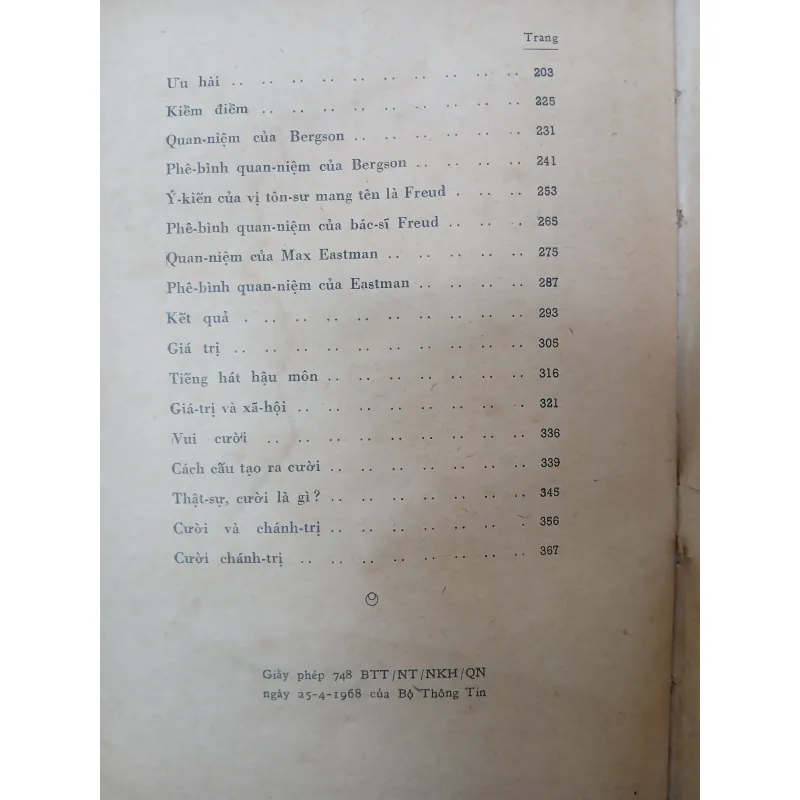 Trang
Ưu hài .. .. .. .. .. .. .. .. .. .. 203
Kiểm điểm .. .. .. .. .. .. .. .. .. 225
Quan-niệm của Bergson .. .. .. .. .. .. 231
Phê-bình quan-niệm của Bergson .. .. .. .. 241
Ý-kiến của vị tôn-sư mang tên là Freud . .. .. 253
Phê-bình quan-niệm của bác-sĩ Freud .. .. .. 265
Quan-niệm của Max Eastman .. .. .. .. .. 275
Phê-bình quan-niệm của Eastman .. .. .. .. 287
Kết quả . .. .. .. .. .. .. .. .. .. 293
Giá trị .. .. .. .. .. .. .. .. .. .. 305
Tiếng hát hậu môn .. .. .. .. .. .. .. 316
Giá-trị và xã-hội .. .. .. .. .. .. .. .. 321
Vui cười .. .. .. .. .. .. .. .. .. 336
Cách cấu tạo ra cười .. .. .. .. .. .. .. 339
Thật-sự, cười là gì ? .. .. .. .. .. .. .. 345
Cười và chánh-trị .. .. .. .. .. .. . 356
Cười chánh-trị .. .. .. .. .. .. .. .. 367
Giấy phép 748 BTT/NT/NKH/QN
ngày 25-4-1968 của Bộ Thông Tin